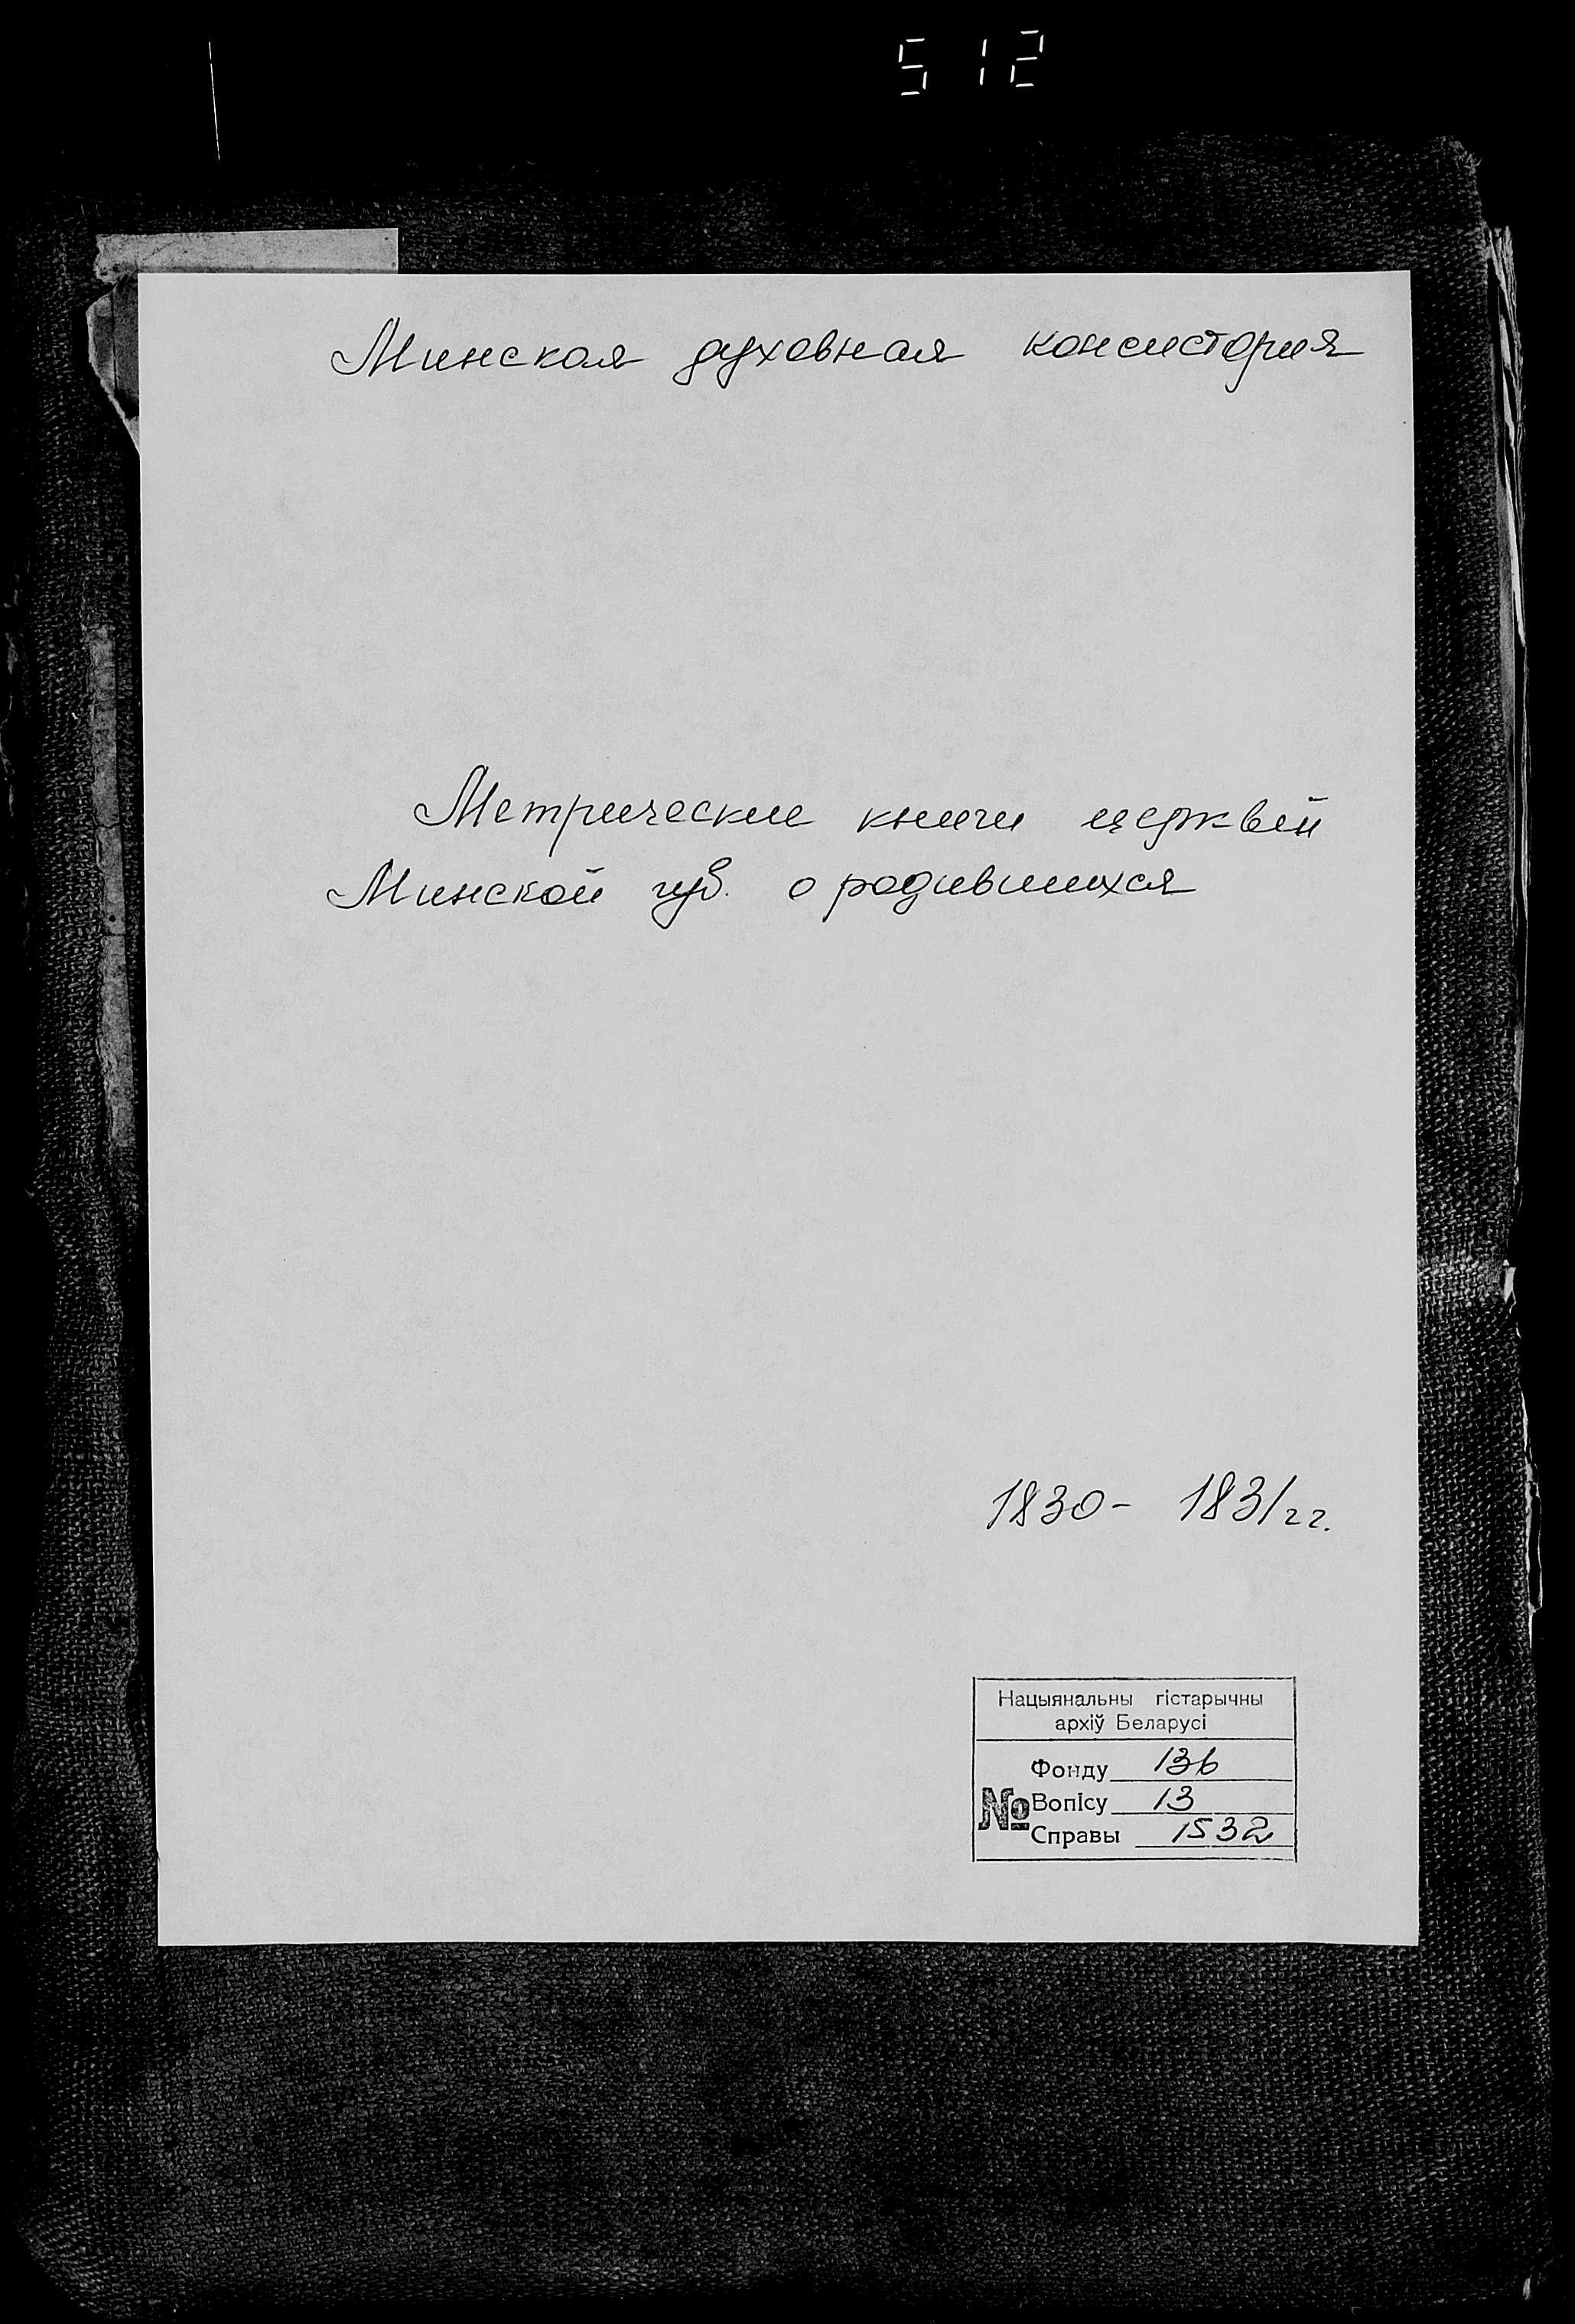 512
Минская духовная консистория
Метрические книги церквей
Минской губ. о родившихся
1830 - 1831 гг.
Нацыянальны гістарычны
архіў Беларусі
Фонду 136
№ Вопісу 13
Справы 1532